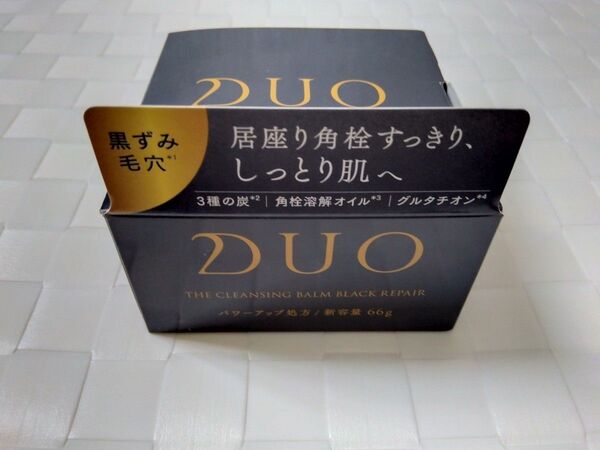 DUO
黒ずみ
毛穴*1
居座り角栓すっきり、
しっとり肌へ
3種の炭*2 | 角栓溶解オイル*3 | グルタチオン*4
DUO
THE CLEANSING BALM BLACK REPAIR
パワーアップ処方 / 新容量 66g